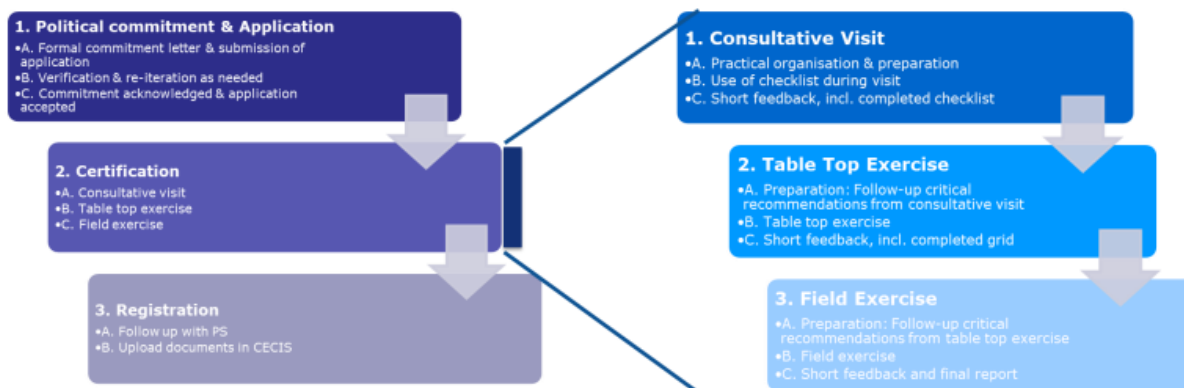 1. Political commitment & Application
•A. Formal commitment letter & submission of
application
•B. Verification & re-iteration as needed
•C. Commitment acknowledged & application
accepted
2. Certification
•A. Consultative visit
•B. Table top exercise
•C. Field exercise
3. Registration
•A. Follow up with PS
•B. Upload documents in CECIS
1. Consultative Visit
•A. Practical organisation & preparation
•B. Use of checklist during visit
•C. Short feedback, incl. completed checklist
2. Table Top Exercise
•A. Preparation: Follow-up critical
recommendations from consultative visit
•B. Table top exercise
•C. Short feedback, incl. completed grid
3. Field Exercise
•A. Preparation: Follow-up critical
recommendations from table top exercise
•B. Field exercise
•C. Short feedback and final report